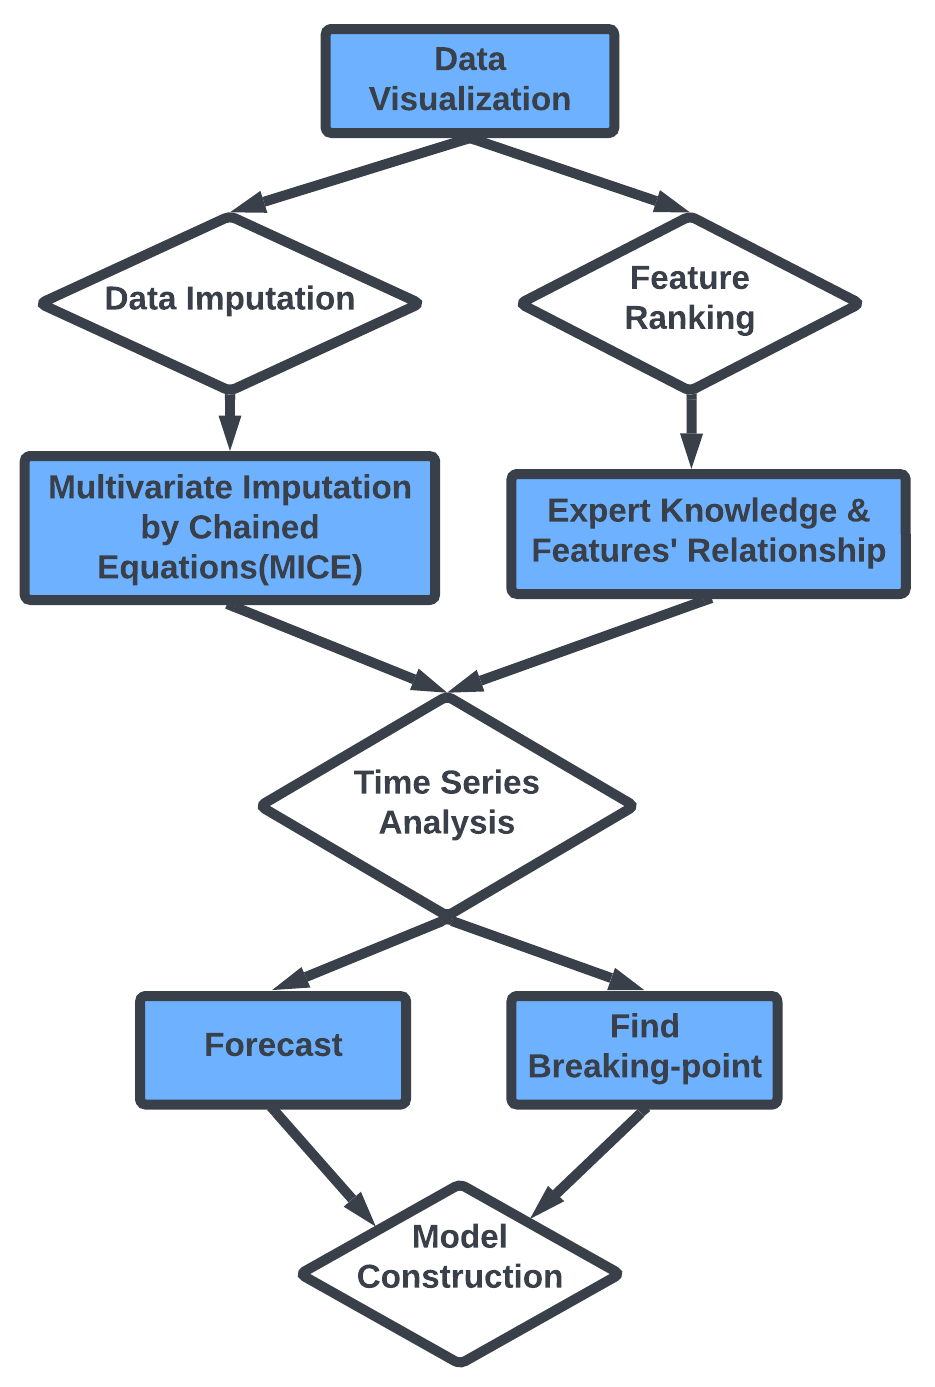 Data
Visualization
Data Imputation
Feature
Ranking
Multivariate Imputation
by Chained
Equations(MICE)
Expert Knowledge &
Features' Relationship
Time Series
Analysis
Forecast
Find
Breaking-point
Model
Construction